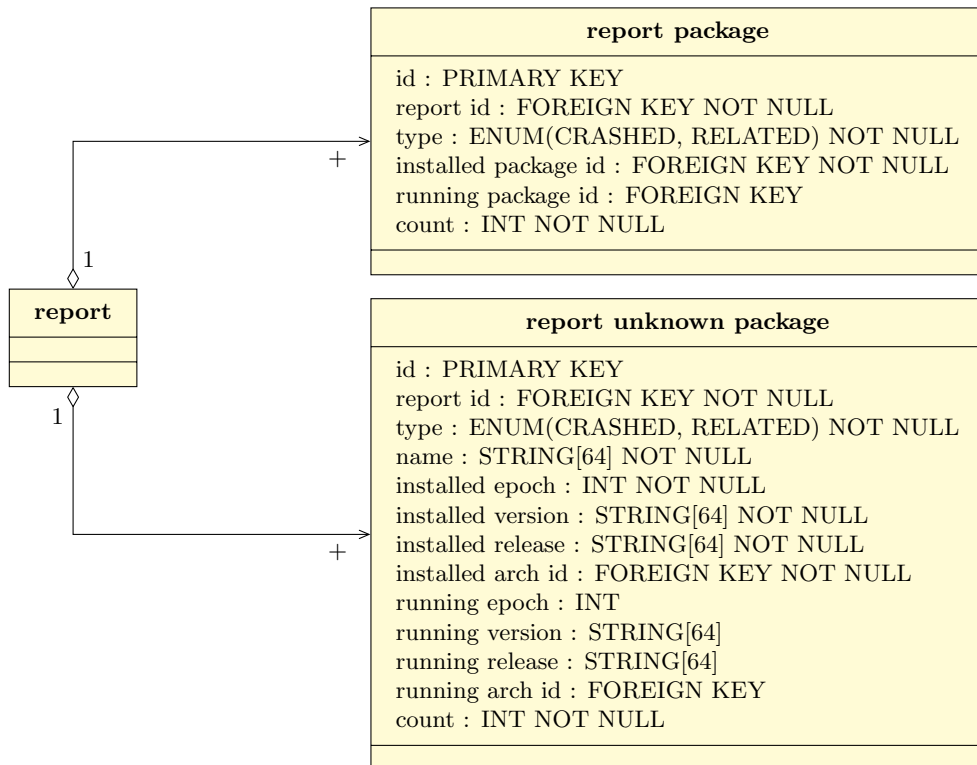 report package
id : PRIMARY KEY
report id : FOREIGN KEY NOT NULL
type : ENUM(CRASHED, RELATED) NOT NULL
installed package id : FOREIGN KEY NOT NULL
running package id : FOREIGN KEY
count : INT NOT NULL
+
1
report
1
+
report unknown package
id : PRIMARY KEY
report id : FOREIGN KEY NOT NULL
type : ENUM(CRASHED, RELATED) NOT NULL
name : STRING[64] NOT NULL
installed epoch : INT NOT NULL
installed version : STRING[64] NOT NULL
installed release : STRING[64] NOT NULL
installed arch id : FOREIGN KEY NOT NULL
running epoch : INT
running version : STRING[64]
running release : STRING[64]
running arch id : FOREIGN KEY
count : INT NOT NULL